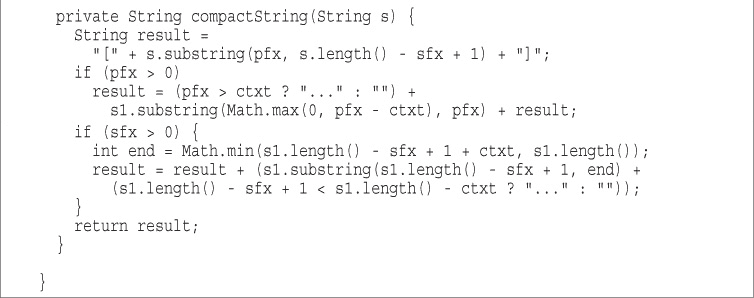 private String compactString(String s) {
String result =
"[" + s.substring(pfx, s.length() - sfx + 1) + "]";
if (pfx > 0)
result = (pfx > ctxt ? "..." : "") +
s1.substring(Math.max(0, pfx - ctxt), pfx) + result;
if (sfx > 0) {
int end = Math.min(s1.length() - sfx + 1 + ctxt, s1.length());
result = result + (s1.substring(s1.length() - sfx + 1, end) +
(s1.length() - sfx + 1 < s1.length() - ctxt ? "..." : ""));
}
return result;
}
}